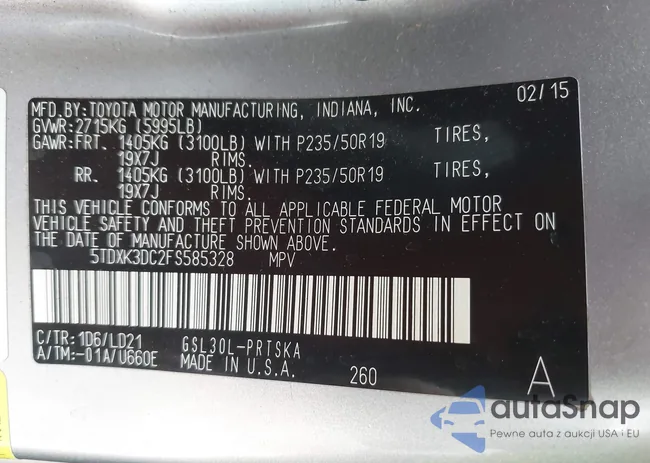 MFD.BY:TOYOTA MOTOR MANUFACTURING, INDIANA, INC. 02/15
GVWR:2715KG (5995LB)
GAWR:FRT. 1405KG (3100LB) WITH P235/50R19 TIRES,
19X7J RIMS.
RR. 1405KG (3100LB) WITH P235/50R19 TIRES,
19X7J RIMS.
THIS VEHICLE CONFORMS TO ALL APPLICABLE FEDERAL MOTOR
VEHICLE SAFETY AND THEFT PREVENTION STANDARDS IN EFFECT ON
THE DATE OF MANUFACTURE SHOWN ABOVE.
5TDXK3DC2FS585328 MPV
C/TR:1D6/LD21 GSL30L-PRTSKA
A/TM:-01A/U660E MADE IN U.S.A. 260 A
autoSnap
Pewne auta z aukcji USA i EU